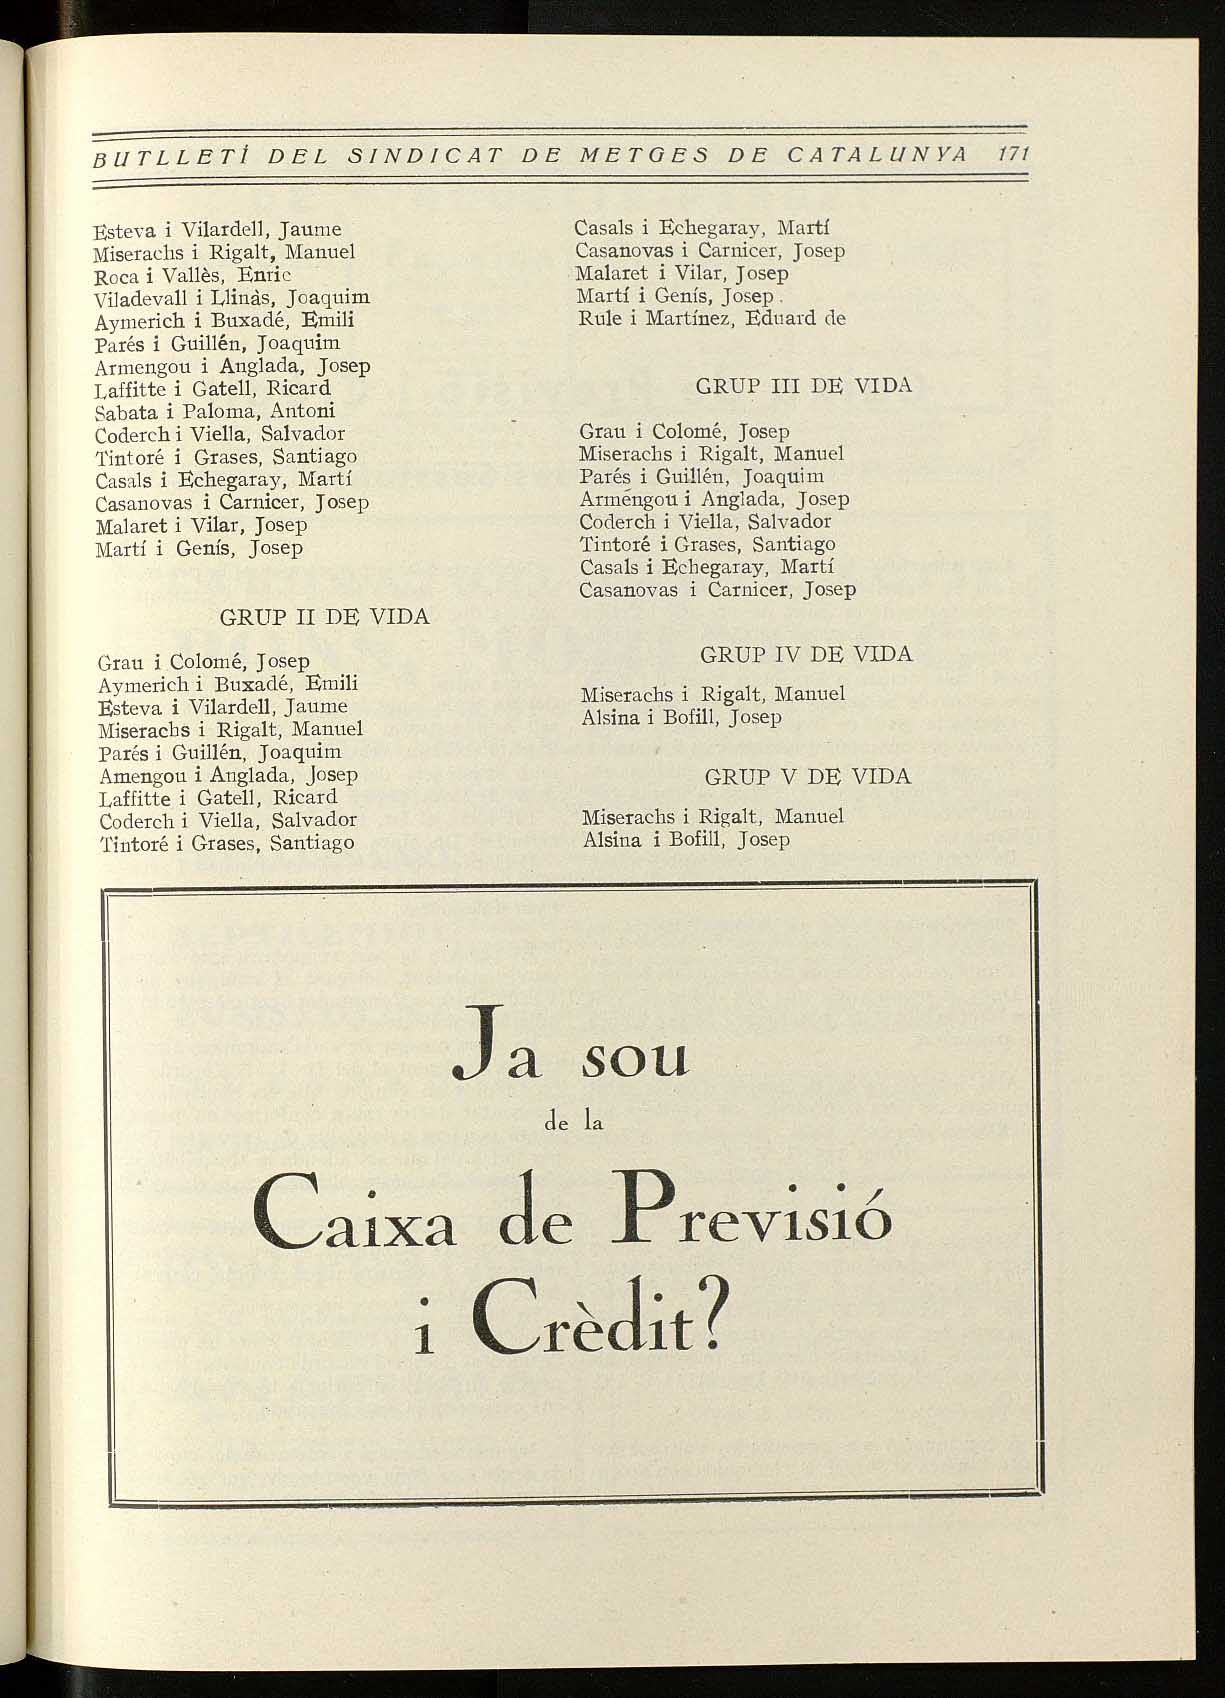 BUTLLETÍ DEL SINDICAT DE METGES DE CATALUNYA 171
Esteva i Vilardell, Jaume
Miserachs i Rigalt, Manuel
Roca i Vallès, Enric
Viladevall i Llinàs, Joaquim
Aymerich i Buxadé, Emili
Parés i Guillén, Joaquim
Armengou i Anglada, Josep
Laffitte i Gatell, Ricard
Sabata i Paloma, Antoni
Coderch i Viella, Salvador
Tintoré i Grases, Santiago
Casals i Echegaray, Martí
Casanovas i Carnicer, Josep
Malaret i Vilar, Josep
Martí i Genís, Josep
GRUP II DE VIDA
Grau i Colomé, Josep
Aymerich i Buxadé, Emili
Esteva i Vilardell, Jaume
Miserachs i Rigalt, Manuel
Parés i Guillén, Joaquim
Amengou i Anglada, Josep
Laffitte i Gatell, Ricard
Coderch i Viella, Salvador
Tintoré i Grases, Santiago
Casals i Echegaray, Martí
Casanovas i Carnicer, Josep
Malaret i Vilar, Josep
Martí i Genís, Josep.
Rule i Martínez, Eduard de
GRUP III DE VIDA
Grau i Colomé, Josep
Miserachs i Rigalt, Manuel
Parés i Guillén, Joaquim
Armengou i Anglada, Josep
Coderch i Viella, Salvador
Tintoré i Grases, Santiago
Casals i Echegaray, Martí
Casanovas i Carnicer, Josep
GRUP IV DE VIDA
Miserachs i Rigalt, Manuel
Alsina i Bofill, Josep
GRUP V DE VIDA
Miserachs i Rigalt, Manuel
Alsina i Bofill, Josep
Ja sou
de la
Caixa de Previsió
i Crèdit?